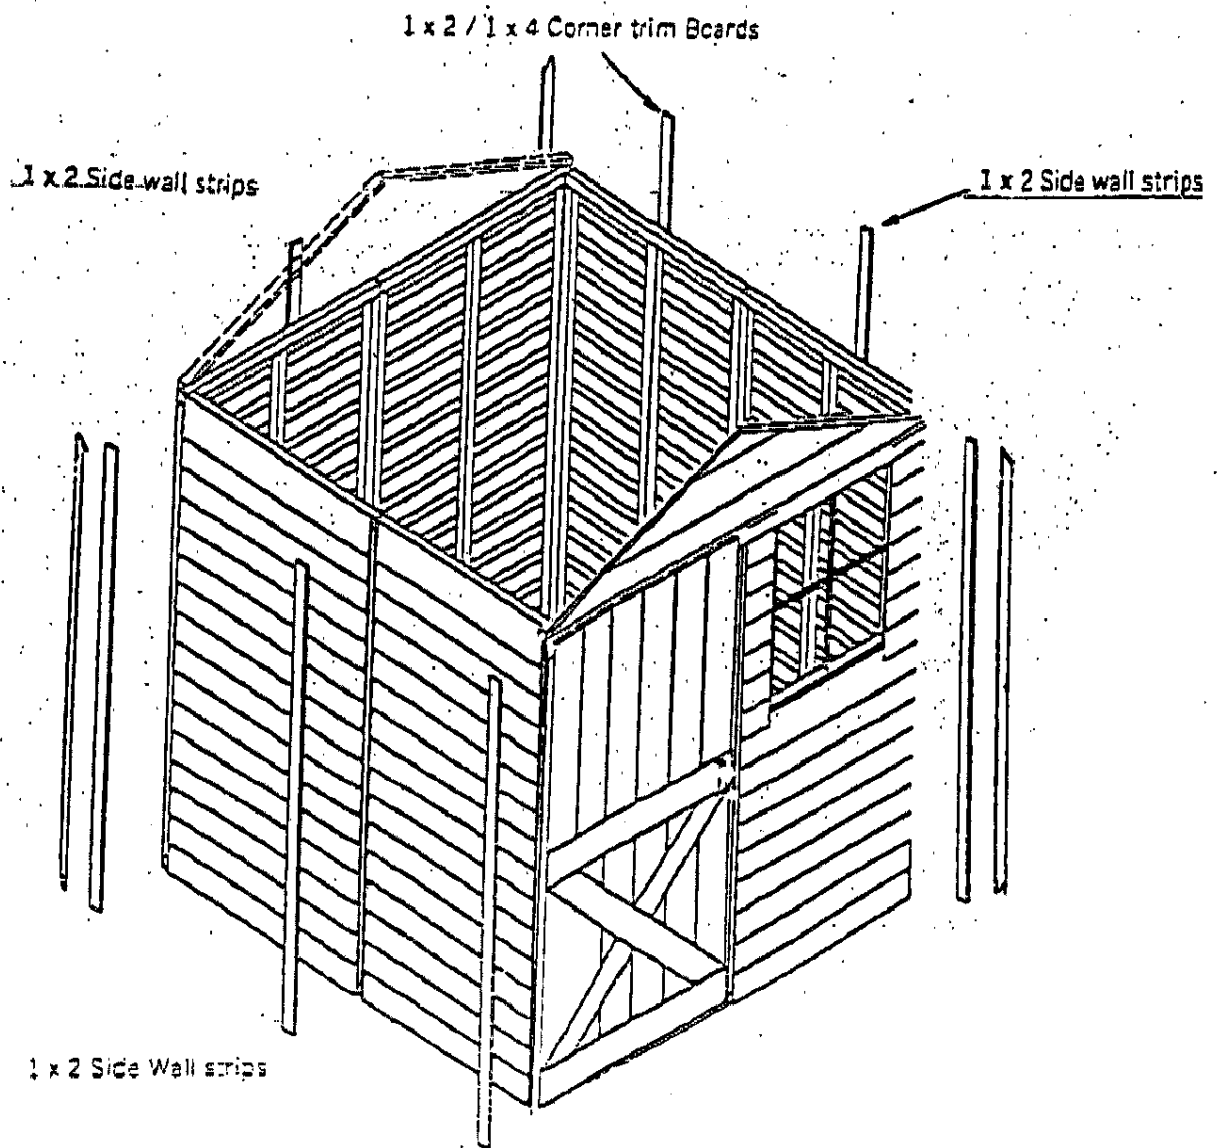 1 x 2 / 1 x 4 Corner trim Boards
1 x 2 Side wall strips
1 x 2 Side wall strips
1 x 2 Side Wall strips